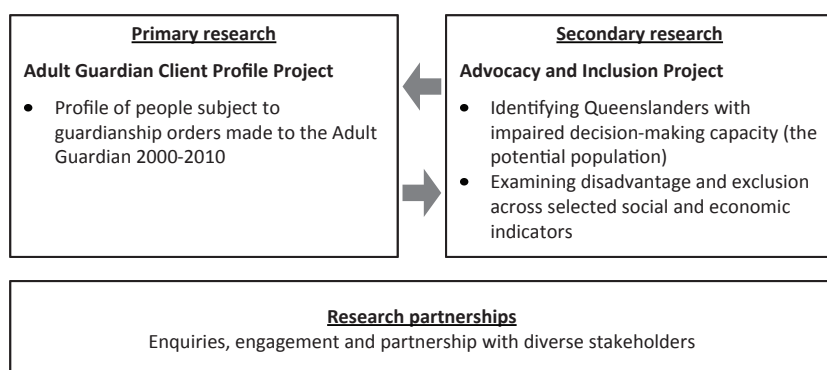 Primary research
Adult Guardian Client Profile Project
• Profile of people subject to
guardianship orders made to the Adult
Guardian 2000-2010
Secondary research
Advocacy and Inclusion Project
• Identifying Queenslanders with
impaired decision-making capacity (the
potential population)
• Examining disadvantage and exclusion
across selected social and economic
indicators
Research partnerships
Enquiries, engagement and partnership with diverse stakeholders